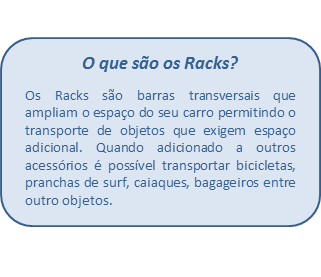 O que são os Racks?
Os Racks são barras transversais que
ampliam o espaço do seu carro permitindo o
transporte de objetos que exigem espaço
adicional. Quando adicionado a outros
acessórios é possível transportar bicicletas,
pranchas de surf, caiaques, bagageiros entre
outro objetos.